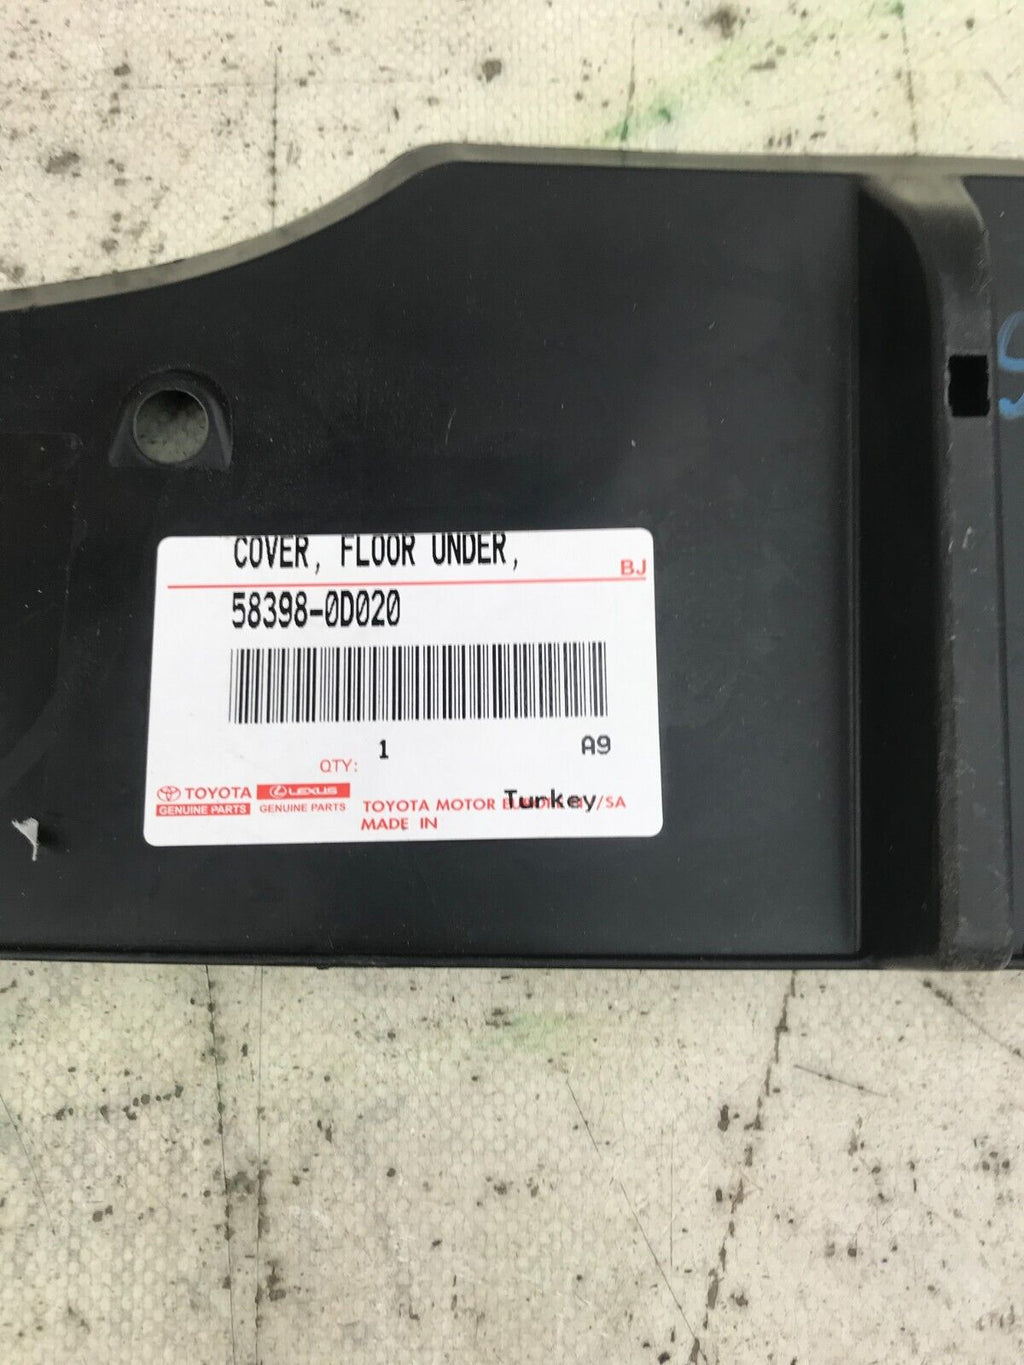 COVER, FLOOR UNDER,
BJ
58398-0D020
1
A9
QTY:
TOYOTA
GENUINE PARTS
LEXUS
GENUINE PARTS
TOYOTA MOTOR /SA
Turkey
MADE IN